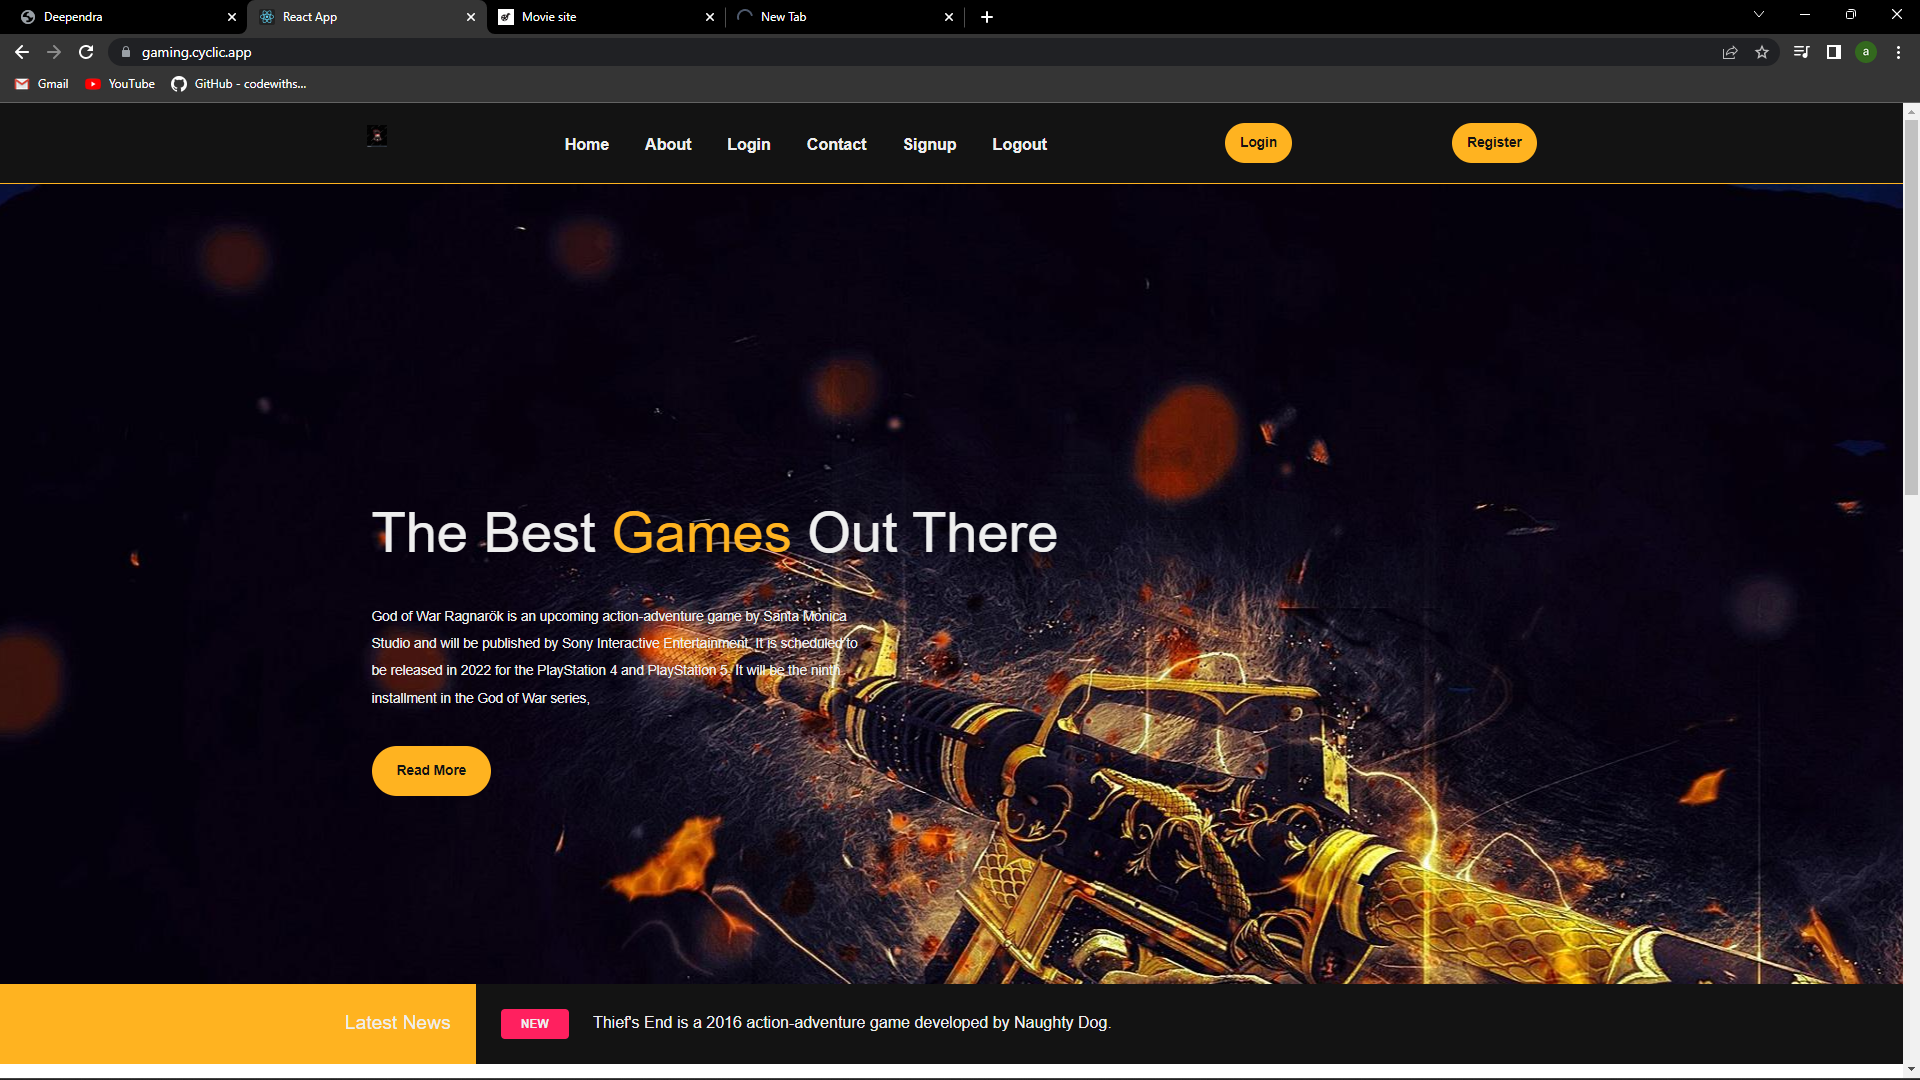 Deependra
React App
Movie site
New Tab
gaming.cyclic.app
a
Gmail
YouTube
GitHub - codewiths...
Home
About
Login
Contact
Signup
Logout
Login
Register
The Best Games Out There
God of War Ragnarök is an upcoming action-adventure game by Santa Monica
Studio and will be published by Sony Interactive Entertainment. It is scheduled to
be released in 2022 for the PlayStation 4 and PlayStation 5. It will be the ninth
installment in the God of War series,
Read More
Latest News
NEW
Thief's End is a 2016 action-adventure game developed by Naughty Dog.